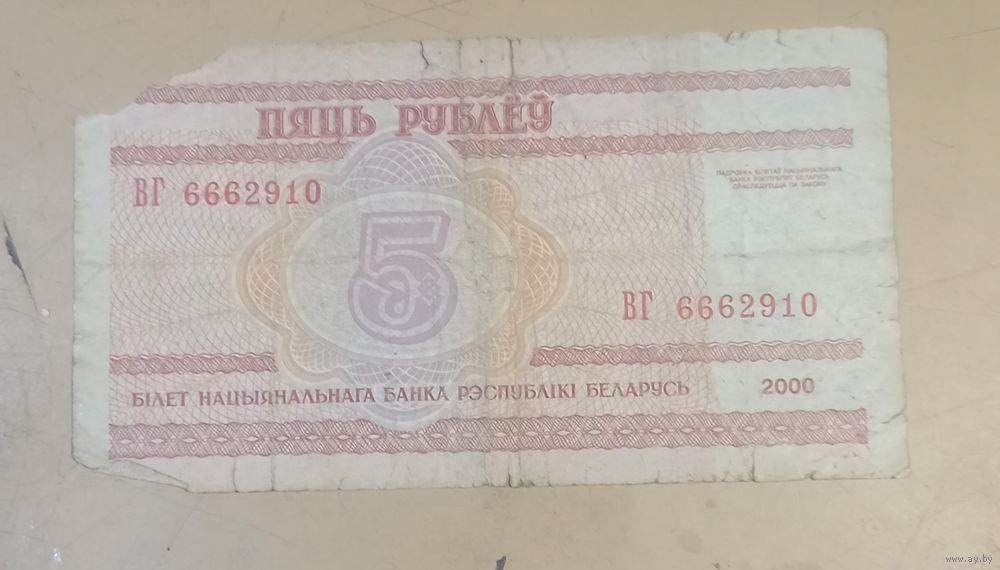 ПЯЦЬ РУБЛЁЎ
ПАДРОБКА БІЛЕТАЎ НАЦЫЯНАЛЬНАГА
БАНКА РЭСПУБЛІКІ БЕЛАРУСЬ
ПРАСЛЕДУЕЦЦА ПА ЗАКОНУ
ВГ 6662910
5
ВГ 6662910
БІЛЕТ НАЦЫЯНАЛЬНАГА БАНКА РЭСПУБЛІКІ БЕЛАРУСЬ 2000
www.ay.by